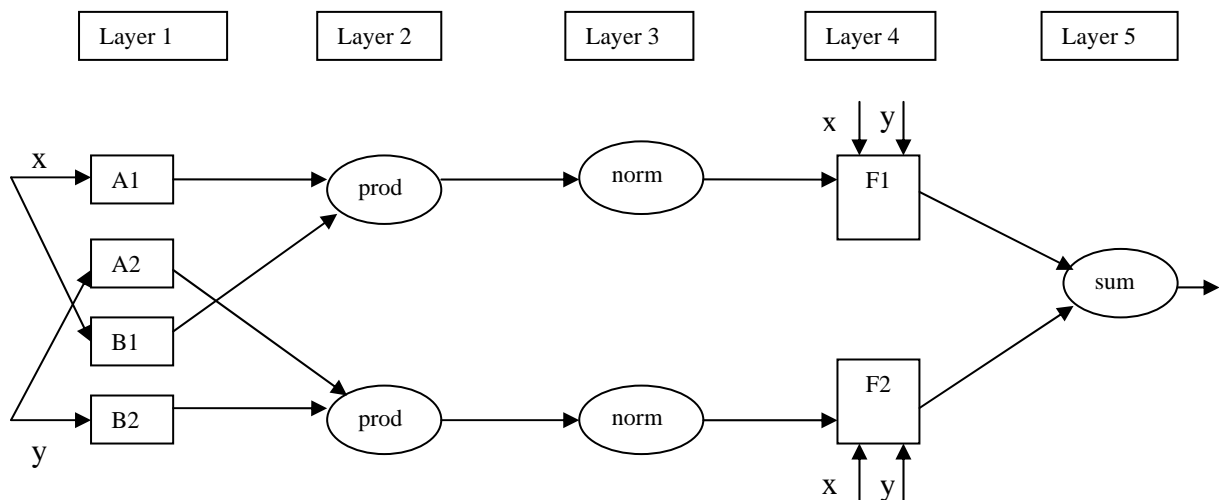 Layer 1
Layer 2
Layer 3
Layer 4
Layer 5
x
y
x
A1
prod
norm
F1
A2
sum
B1
B2
prod
norm
F2
y
x
y